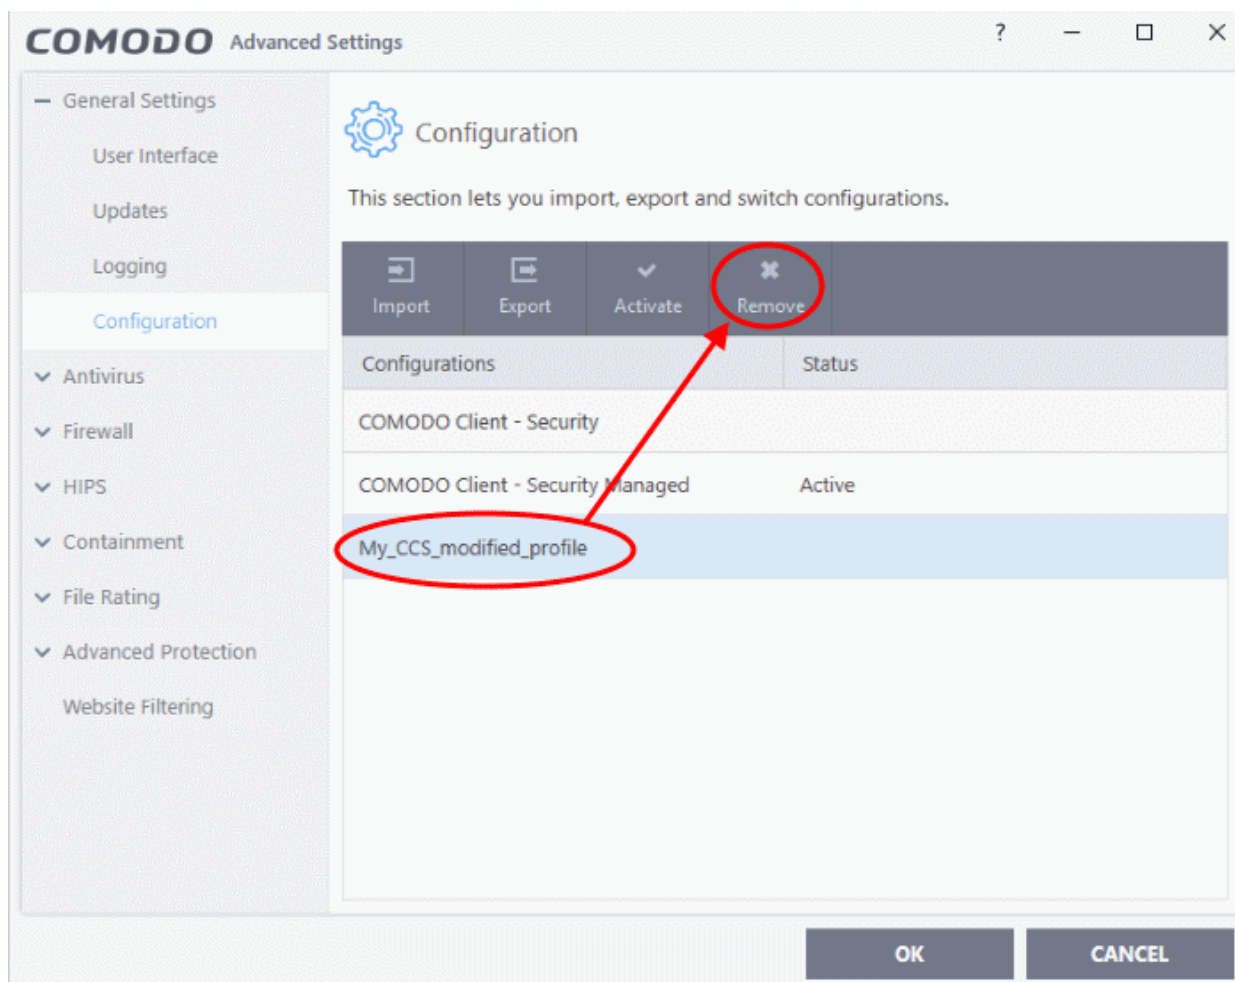 COMODO Advanced Settings
?
General Settings
User Interface
Updates
Logging
Configuration
Antivirus
Firewall
HIPS
Containment
File Rating
Advanced Protection
Website Filtering
Configuration
This section lets you import, export and switch configurations.
Import Export Activate Remove
Configurations Status
COMODO Client - Security
COMODO Client - Security Managed Active
My_CCS_modified_profile
OK CANCEL